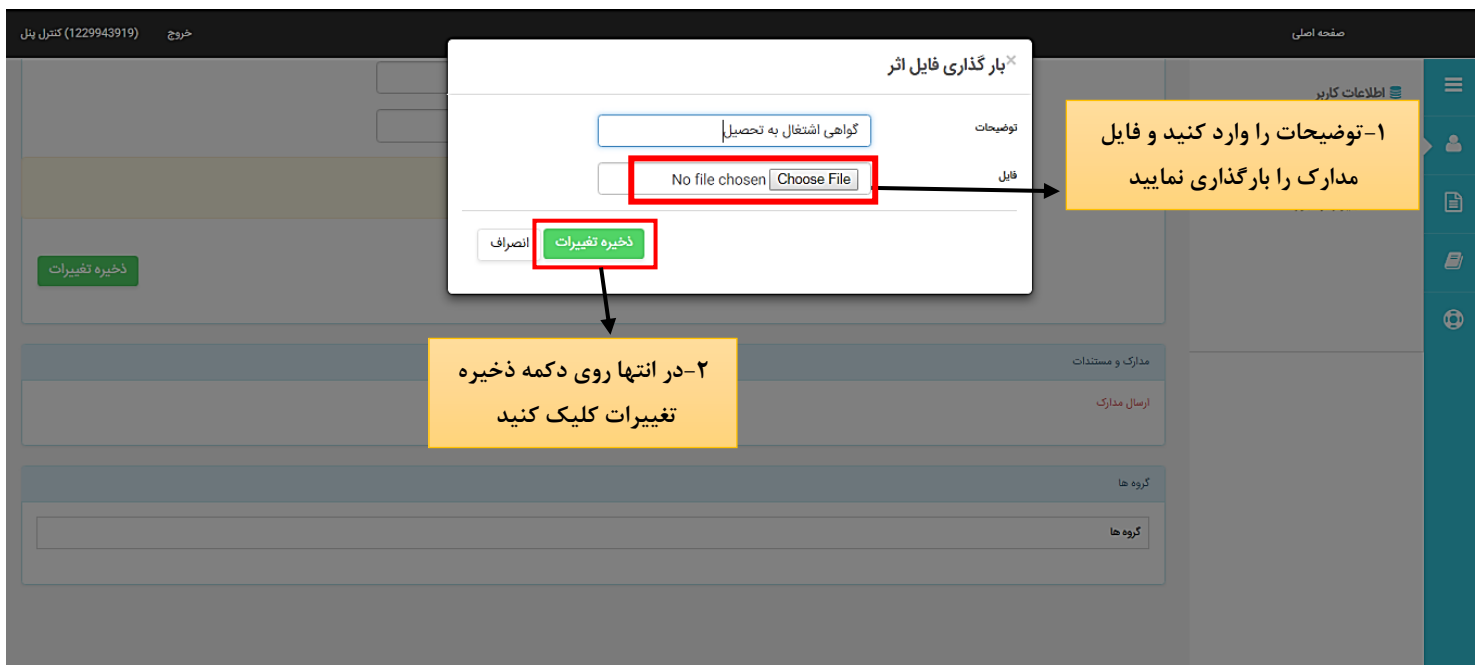 صفحه اصلی
خروج
(1229943919) کنترل پنل
اطلاعات کاربر
×بار گذاری فایل اثر
توضیحات
گواهی اشتغال به تحصیل
فایل
No file chosen Choose File
ذخیره تغییرات
انصراف
۱-توضیحات را وارد کنید و فایل
مدارک را بارگذاری نمایید
ذخیره تغییرات
۲-در انتها روی دکمه ذخیره
تغییرات کلیک کنید
مدارک و مستندات
ارسال مدارک
گروه ها
گروه ها